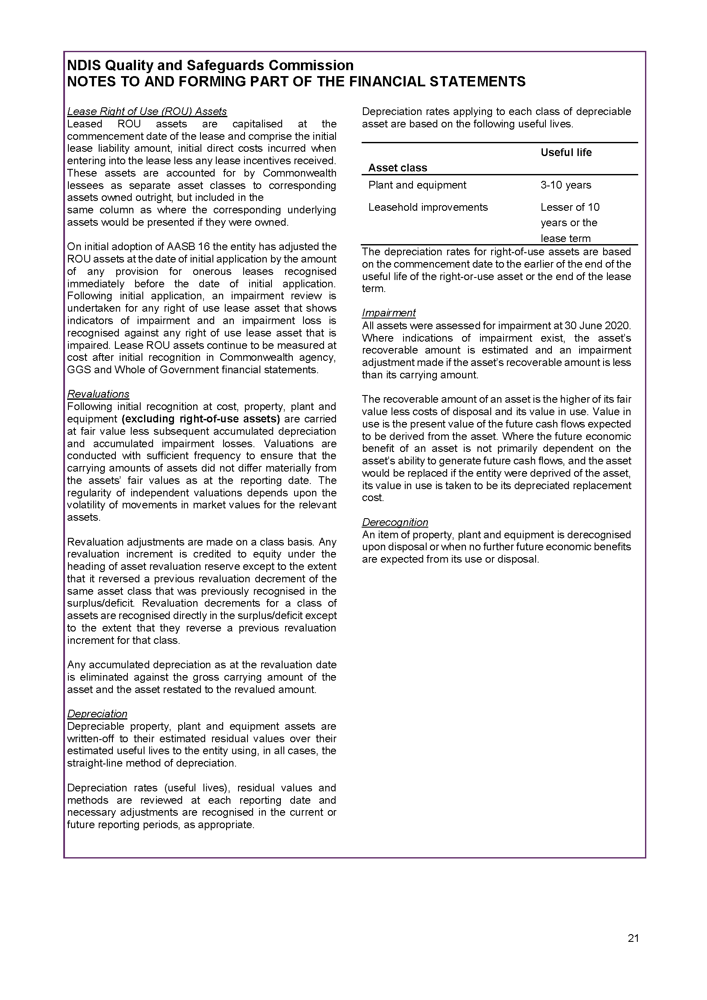 NDIS Quality and Safeguards Commission
NOTES TO AND FORMING PART OF THE FINANCIAL STATEMENTS
Lease Right of Use (ROU) Assets
Leased ROU assets are capitalised at the
commencement date of the lease and comprise the initial
lease liability amount, initial direct costs incurred when
entering into the lease less any lease incentives received.
These assets are accounted for by Commonwealth
lessees as separate asset classes to corresponding
assets owned outright, but included in the
same column as where the corresponding underlying
assets would be presented if they were owned.
On initial adoption of AASB 16 the entity has adjusted the
ROU assets at the date of initial application by the amount
of any provision for onerous leases recognised
immediately before the date of initial application.
Following initial application, an impairment review is
undertaken for any right of use lease asset that shows
indicators of impairment and an impairment loss is
recognised against any right of use lease asset that is
impaired. Lease ROU assets continue to be measured at
cost after initial recognition in Commonwealth agency,
GGS and Whole of Government financial statements.
Revaluations
Following initial recognition at cost, property, plant and
equipment (excluding right-of-use assets) are carried
at fair value less subsequent accumulated depreciation
and accumulated impairment losses. Valuations are
conducted with sufficient frequency to ensure that the
carrying amounts of assets did not differ materially from
the assets' fair values as at the reporting date. The
regularity of independent valuations depends upon the
volatility of movements in market values for the relevant
assets.
Revaluation adjustments are made on a class basis. Any
revaluation increment is credited to equity under the
heading of asset revaluation reserve except to the extent
that it reversed a previous revaluation decrement of the
same asset class that was previously recognised in the
surplus/deficit. Revaluation decrements for a class of
assets are recognised directly in the surplus/deficit except
to the extent that they reverse a previous revaluation
increment for that class.
Any accumulated depreciation as at the revaluation date
is eliminated against the gross carrying amount of the
asset and the asset restated to the revalued amount.
Depreciation
Depreciable property, plant and equipment assets are
written-off to their estimated residual values over their
estimated useful lives to the entity using, in all cases, the
straight-line method of depreciation.
Depreciation rates (useful lives), residual values and
methods are reviewed at each reporting date and
necessary adjustments are recognised in the current or
future reporting periods, as appropriate.
Depreciation rates applying to each class of depreciable
asset are based on the following useful lives.
Useful life
Asset class
Plant and equipment 3-10 years
Leasehold improvements Lesser of 10
years or the
lease term
The depreciation rates for right-of-use assets are based
on the commencement date to the earlier of the end of the
useful life of the right-or-use asset or the end of the lease
term.
Impairment
All assets were assessed for impairment at 30 June 2020.
Where indications of impairment exist, the asset's
recoverable amount is estimated and an impairment
adjustment made if the asset's recoverable amount is less
than its carrying amount.
The recoverable amount of an asset is the higher of its fair
value less costs of disposal and its value in use. Value in
use is the present value of the future cash flows expected
to be derived from the asset. Where the future economic
benefit of an asset is not primarily dependent on the
asset's ability to generate future cash flows, and the asset
would be replaced if the entity were deprived of the asset,
its value in use is taken to be its depreciated replacement
cost.
Derecognition
An item of property, plant and equipment is derecognised
upon disposal or when no further future economic benefits
are expected from its use or disposal.
21